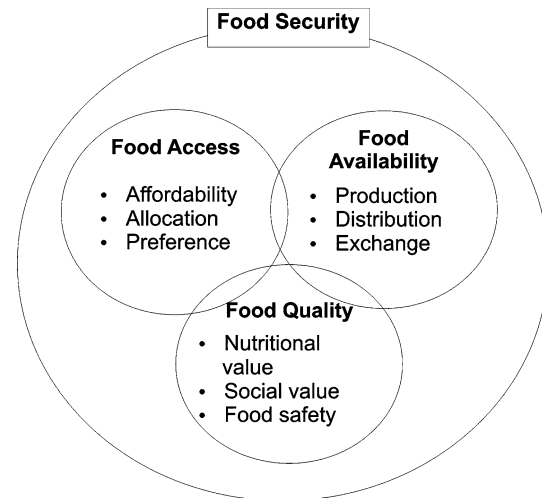 Food Security
Food Access
• Affordability
• Allocation
• Preference
Food
Availability
• Production
• Distribution
• Exchange
Food Quality
• Nutritional
value
• Social value
• Food safety